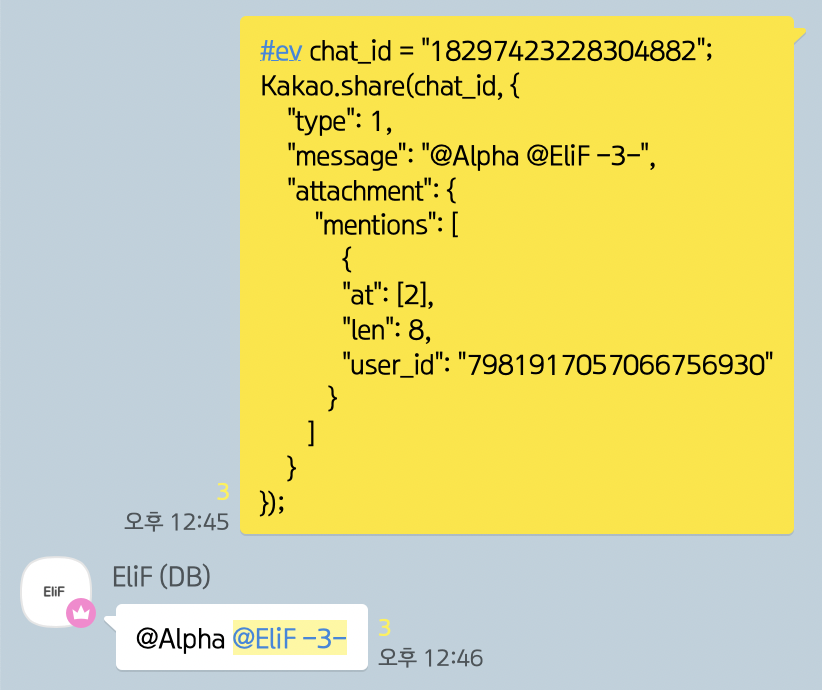 #ev chat_id = "18297423228304882";
Kakao.share(chat_id, {
"type": 1,
"message": "@Alpha @EliF -3-",
"attachment": {
"mentions": [
{
"at": [2],
"len": 8,
"user_id": "7981917057066756930"
}
]
}
});
3
오후 12:45
EliF
EliF (DB)
@Alpha @EliF -3-
3
오후 12:46